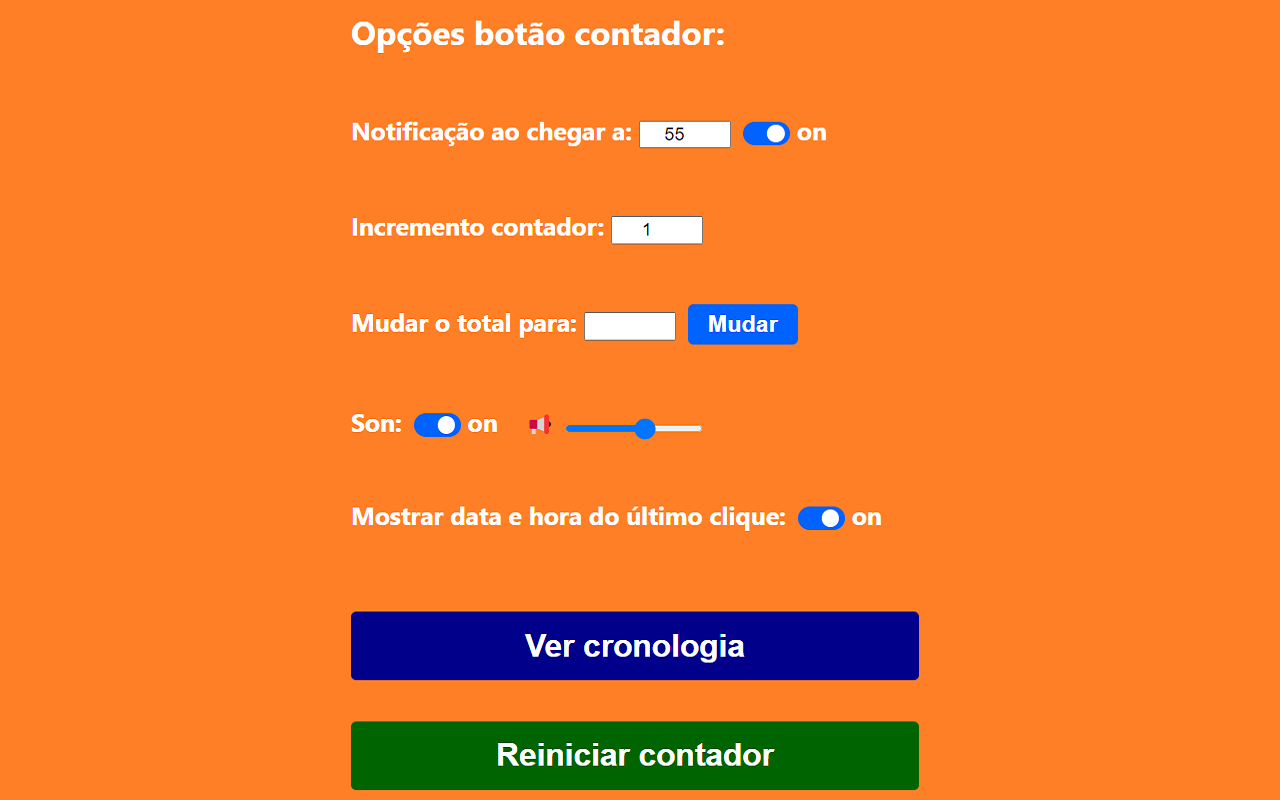 Opções botão contador:
Notificação ao chegar a: 55 on
Incremento contador: 1
Mudar o total para: Mudar
Son: on
Mostrar data e hora do último clique: on
Ver cronologia
Reiniciar contador